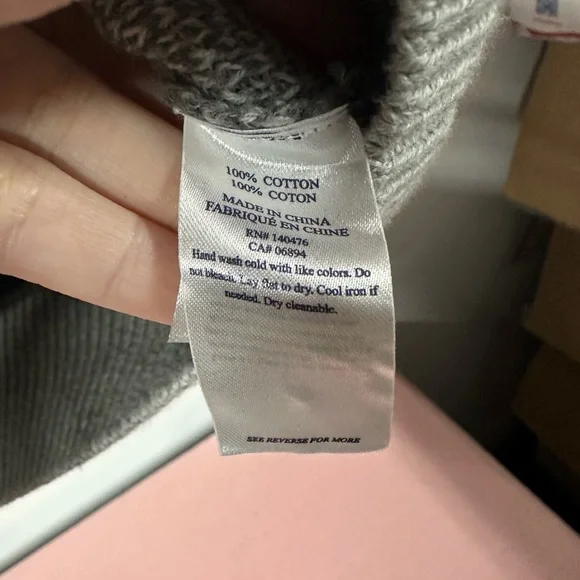 100% COTTON
100% COTON
MADE IN CHINA
FABRIQUÉ EN CHINE
RN# 140476
CA# 06894
Hand wash cold with like colors. Do
not bleach. Lay flat to dry. Cool iron if
needed. Dry cleanable.
SEE REVERSE FOR MORE